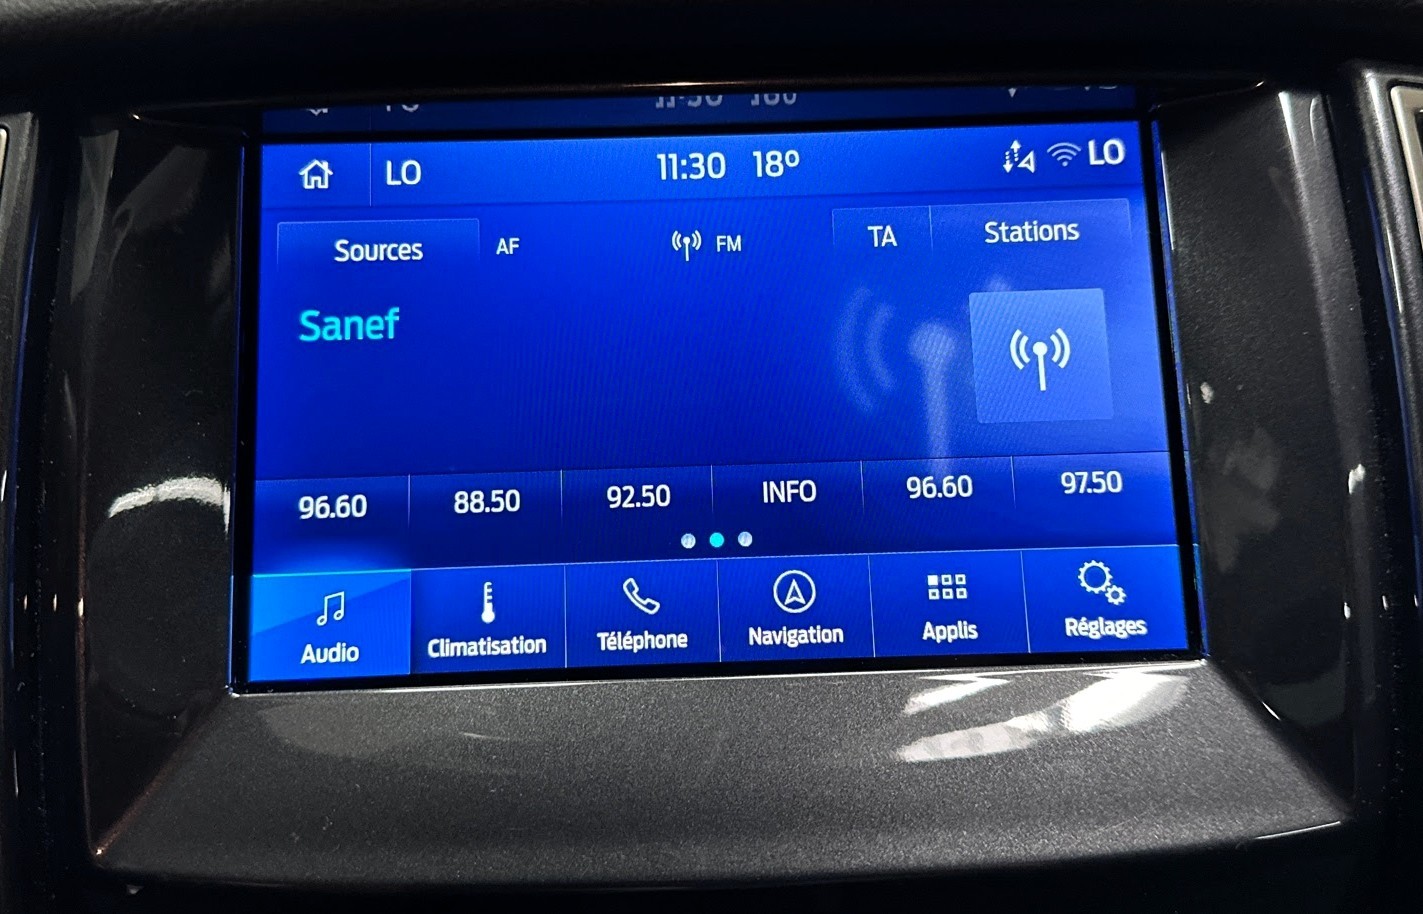 LO 11:30 18° LO
Sources AF FM TA Stations
Sanef
96.60 88.50 92.50 INFO 96.60 97.50
Audio Climatisation Téléphone Navigation Applis Réglages